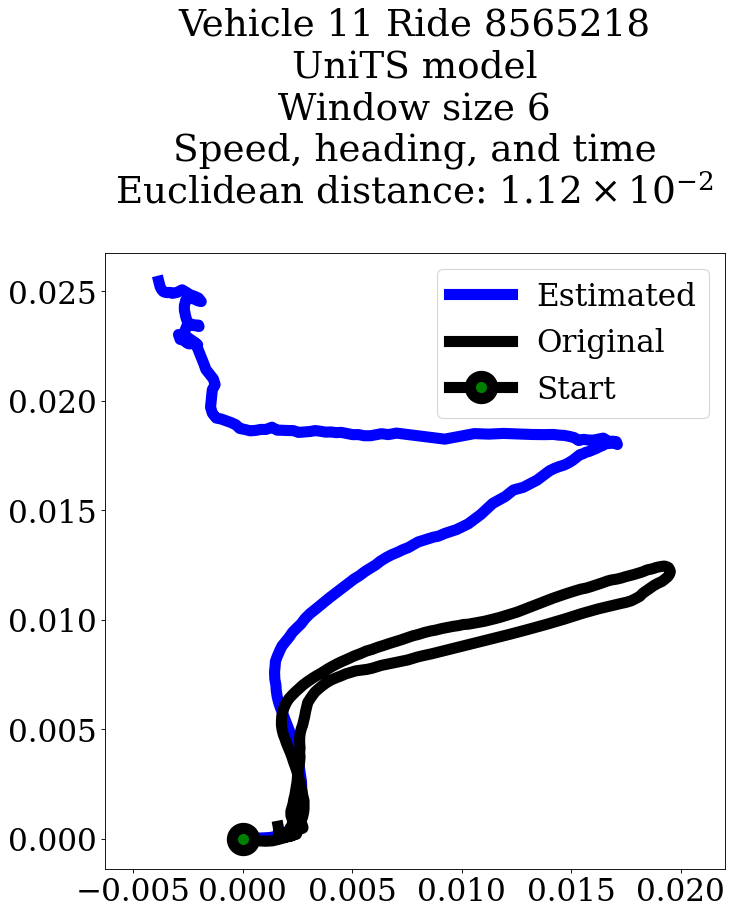 Vehicle 11 Ride 8565218
UniTS model
Window size 6
Speed, heading, and time
Euclidean distance: 1.12 × 10⁻²
Estimated
Original
Start
0.025
0.020
0.015
0.010
0.005
0.000
−0.005 0.000 0.005 0.010 0.015 0.020